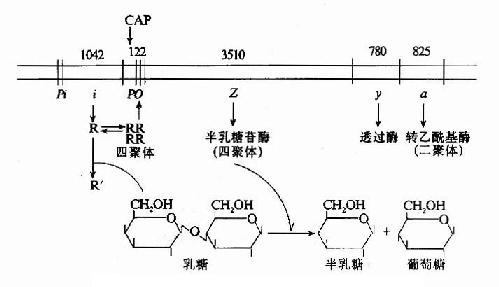 CAP
1042 122 3510 780 825
Pi i PO Z y a
R RR 半乳糖苷酶 透过酶 转乙酰基酶
RR (四聚体) (二聚体)
四聚体
R′
CH2OH CH2OH CH2OH CH2OH
O O O O O
+
乳糖 半乳糖 葡萄糖